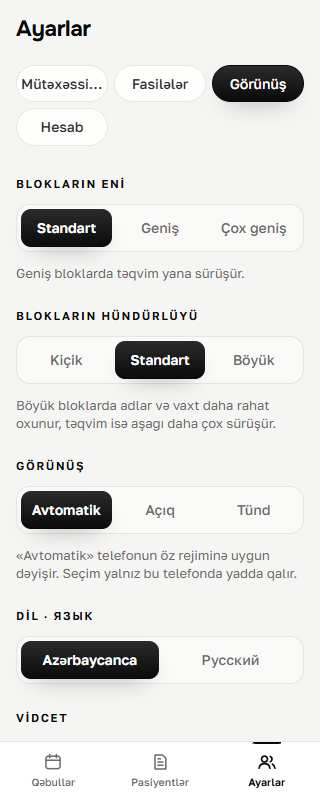 Ayarlar
Mütəxəssi... Fasilələr Görünüş
Hesab
BLOKLARIN ENİ
Standart Geniş Çox geniş
Geniş bloklarda təqvim yana sürüşür.
BLOKLARIN HÜNDÜRLÜYÜ
Kiçik Standart Böyük
Böyük bloklarda adlar və vaxt daha rahat
oxunur, təqvim isə aşağı daha çox sürüşür.
GÖRÜNÜŞ
Avtomatik Açıq Tünd
«Avtomatik» telefonun öz rejiminə uyğun
dəyişir. Seçim yalnız bu telefonda yadda qalır.
DİL · ЯЗЫК
Azərbaycanca Русский
VİDCET
Qəbullar Pasiyentlər Ayarlar